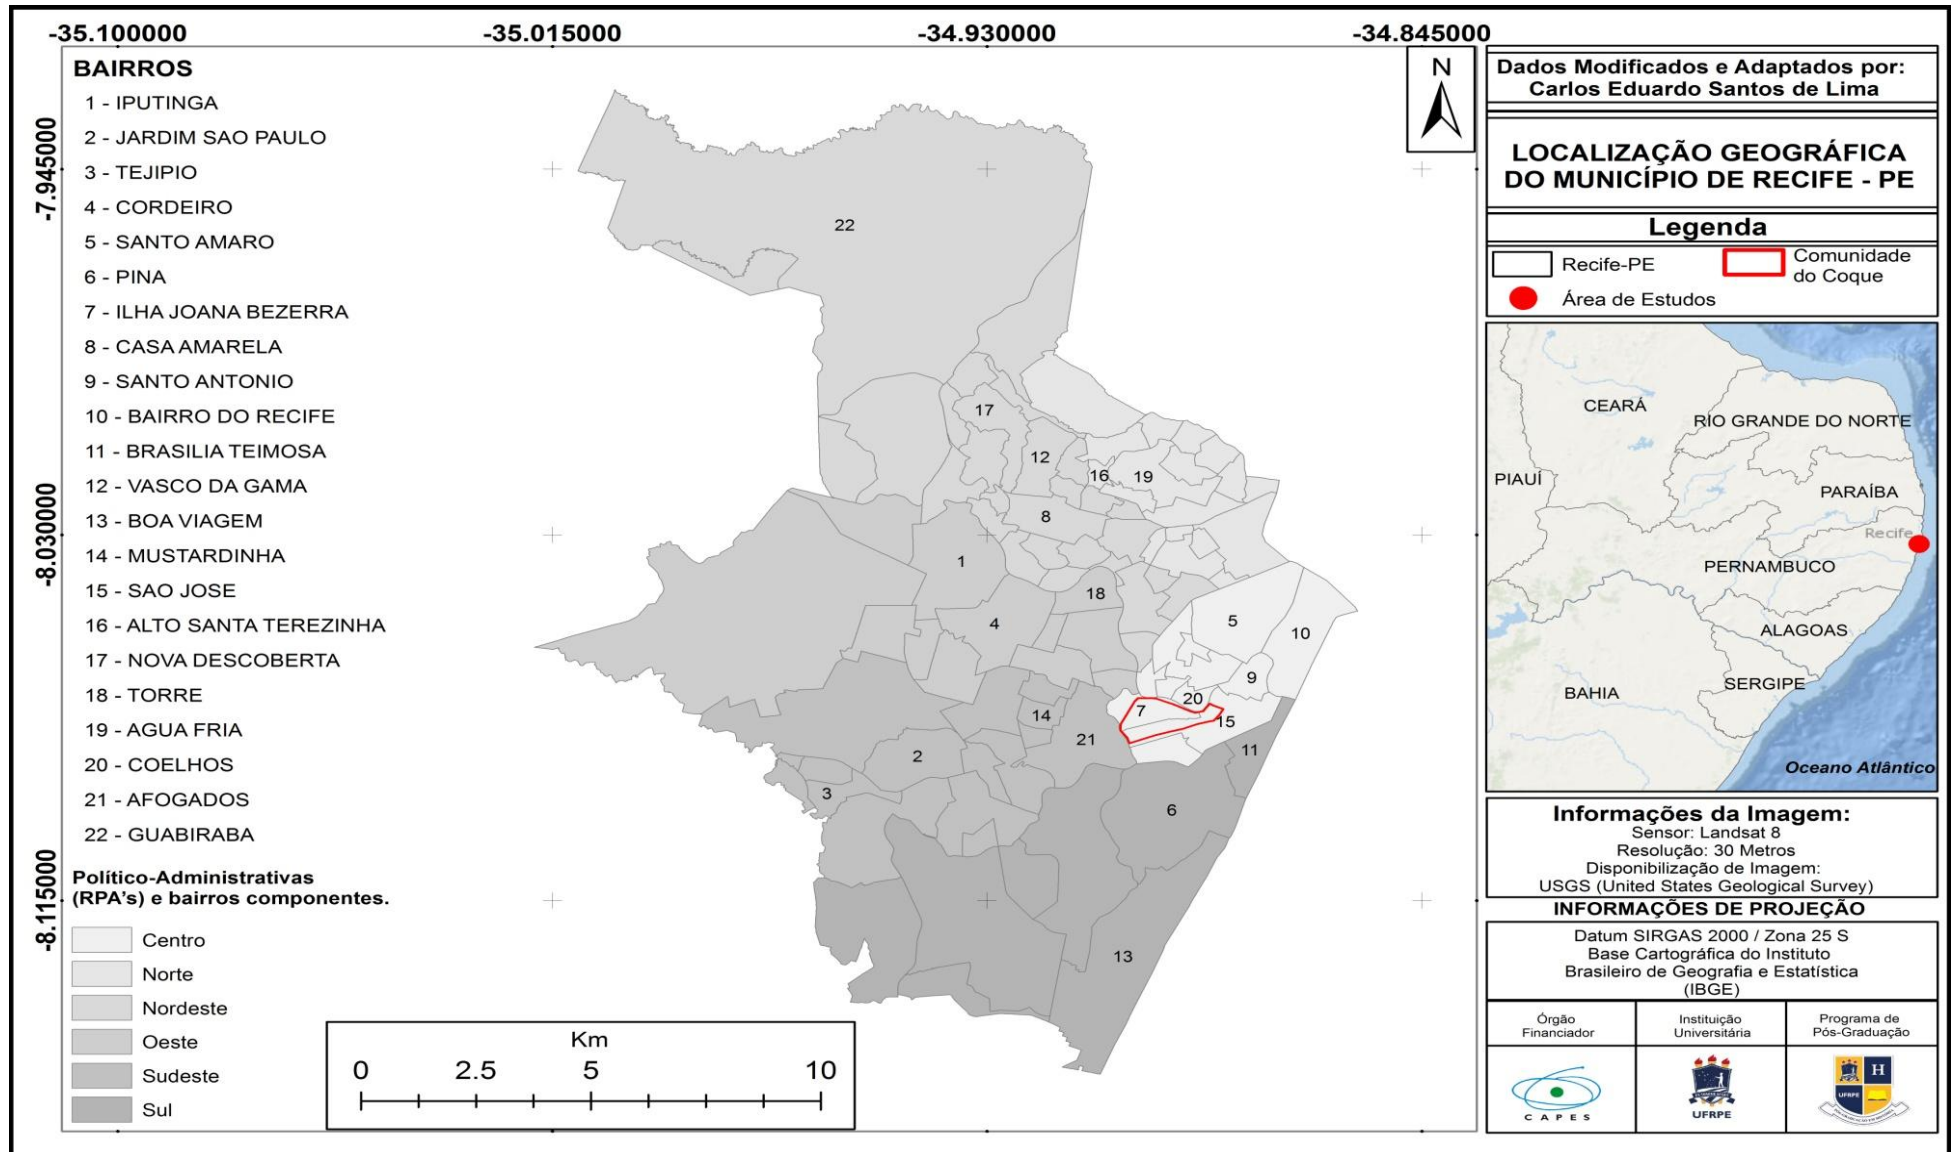 -35.100000
-35.015000
-34.930000
-34.845000
-7.945000
-8.030000
-8.115000
BAIRROS
1 - IPUTINGA
2 - JARDIM SAO PAULO
3 - TEJIPIO
4 - CORDEIRO
5 - SANTO AMARO
6 - PINA
7 - ILHA JOANA BEZERRA
8 - CASA AMARELA
9 - SANTO ANTONIO
10 - BAIRRO DO RECIFE
11 - BRASILIA TEIMOSA
12 - VASCO DA GAMA
13 - BOA VIAGEM
14 - MUSTARDINHA
15 - SAO JOSE
16 - ALTO SANTA TEREZINHA
17 - NOVA DESCOBERTA
18 - TORRE
19 - AGUA FRIA
20 - COELHOS
21 - AFOGADOS
22 - GUABIRABA
Político-Administrativas
(RPA's) e bairros componentes.
Centro
Norte
Nordeste
Oeste
Sudeste
Sul
Km
0 2.5 5 10
22
17
12
16
19
8
1
18
4
5
10
9
20
7
15
14
21
11
2
3
6
13
N
Dados Modificados e Adaptados por:
Carlos Eduardo Santos de Lima
LOCALIZAÇÃO GEOGRÁFICA
DO MUNICÍPIO DE RECIFE - PE
Legenda
Recife-PE
Comunidade
do Coque
Área de Estudos
CEARÁ
RIO GRANDE DO NORTE
PIAUÍ
PARAÍBA
Recife
PERNAMBUCO
ALAGOAS
SERGIPE
BAHIA
Oceano Atlântico
Informações da Imagem:
Sensor: Landsat 8
Resolução: 30 Metros
Disponibilização de Imagem:
USGS (United States Geological Survey)
INFORMAÇÕES DE PROJEÇÃO
Datum SIRGAS 2000 / Zona 25 S
Base Cartográfica do Instituto
Brasileiro de Geografia e Estatística
(IBGE)
Órgão
Financiador
Instituição
Universitária
Programa de
Pós-Graduação
CAPES
UFRPE
H
UFRPE